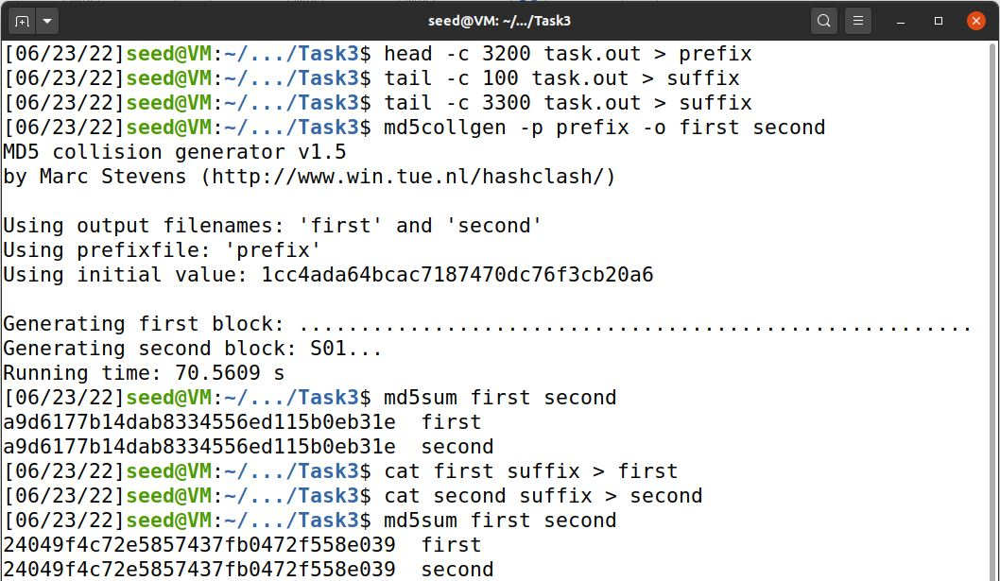 seed@VM: ~/.../Task3
[06/23/22]seed@VM:~/.../Task3$ head -c 3200 task.out > prefix
[06/23/22]seed@VM:~/.../Task3$ tail -c 100 task.out > suffix
[06/23/22]seed@VM:~/.../Task3$ tail -c 3300 task.out > suffix
[06/23/22]seed@VM:~/.../Task3$ md5collgen -p prefix -o first second
MD5 collision generator v1.5
by Marc Stevens (http://www.win.tue.nl/hashclash/)
Using output filenames: 'first' and 'second'
Using prefixfile: 'prefix'
Using initial value: 1cc4ada64bcac7187470dc76f3cb20a6
Generating first block: .......................................................
Generating second block: S01...
Running time: 70.5609 s
[06/23/22]seed@VM:~/.../Task3$ md5sum first second
a9d6177b14dab8334556ed115b0eb31e  first
a9d6177b14dab8334556ed115b0eb31e  second
[06/23/22]seed@VM:~/.../Task3$ cat first suffix > first
[06/23/22]seed@VM:~/.../Task3$ cat second suffix > second
[06/23/22]seed@VM:~/.../Task3$ md5sum first second
24049f4c72e5857437fb0472f558e039  first
24049f4c72e5857437fb0472f558e039  second